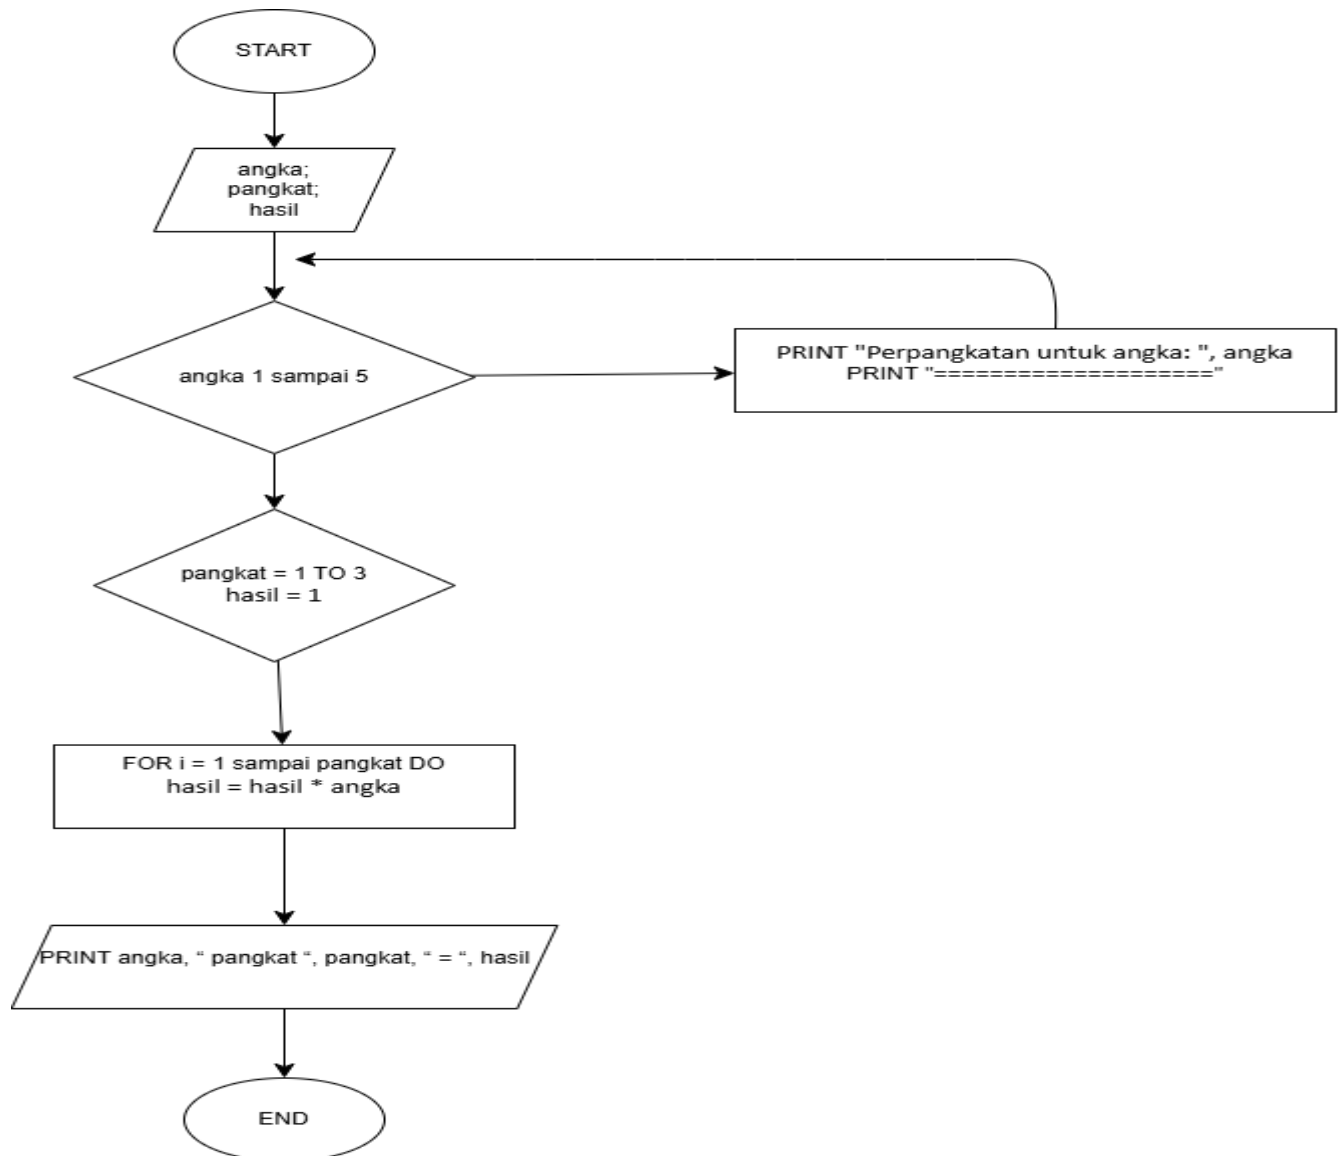 START
angka;
pangkat;
hasil
angka 1 sampai 5
PRINT "Perpangkatan untuk angka: ", angka
PRINT "===================="
pangkat = 1 TO 3
hasil = 1
FOR i = 1 sampai pangkat DO
hasil = hasil * angka
PRINT angka, “ pangkat “, pangkat, “ = “, hasil
END